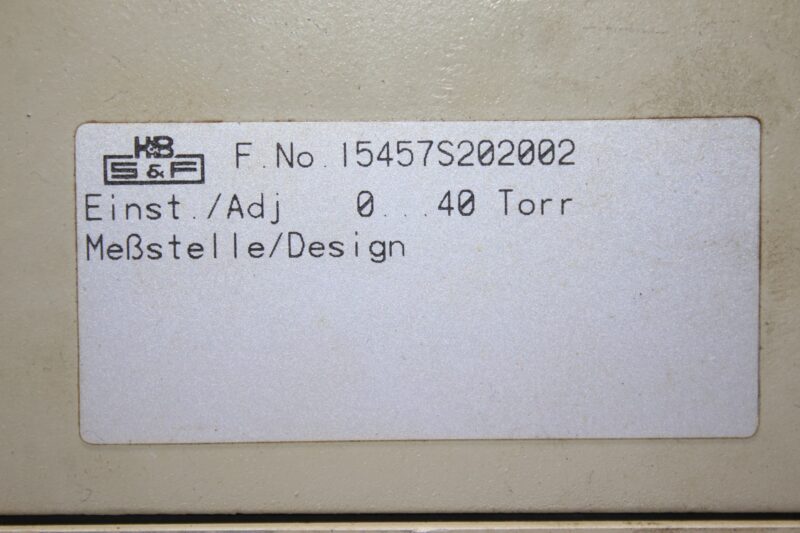 H&B
S & F F.No. 15457S202002
Einst./Adj 0...40 Torr
Meßstelle/Design